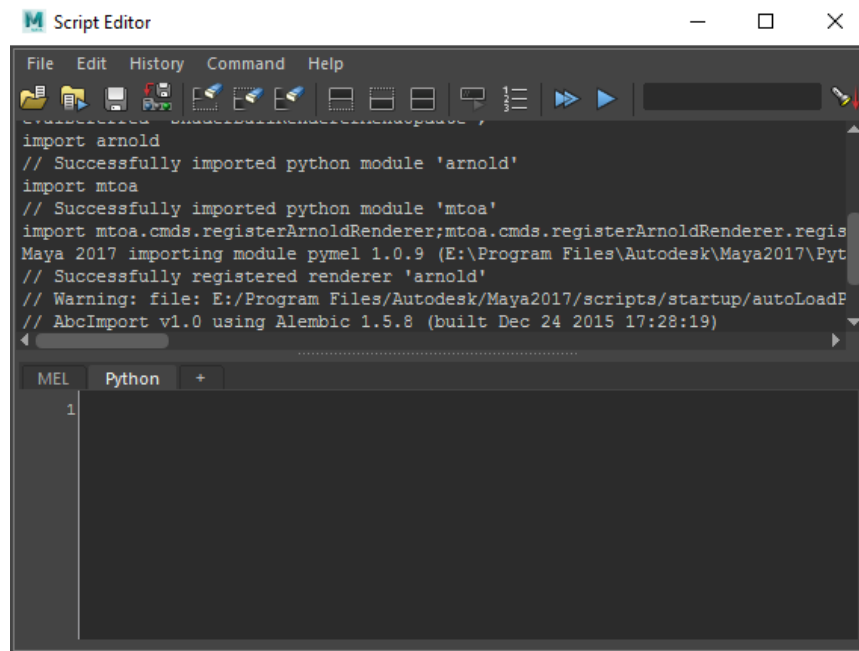 Script Editor
File Edit History Command Help
import arnold
// Successfully imported python module 'arnold'
import mtoa
// Successfully imported python module 'mtoa'
import mtoa.cmds.registerArnoldRenderer;mtoa.cmds.registerArnoldRenderer.regis
Maya 2017 importing module pymel 1.0.9 (E:\Program Files\Autodesk\Maya2017\Pyt
// Successfully registered renderer 'arnold'
// Warning: file: E:/Program Files/Autodesk/Maya2017/scripts/startup/autoLoadP
// AbcImport v1.0 using Alembic 1.5.8 (built Dec 24 2015 17:28:19)
MEL Python +
1